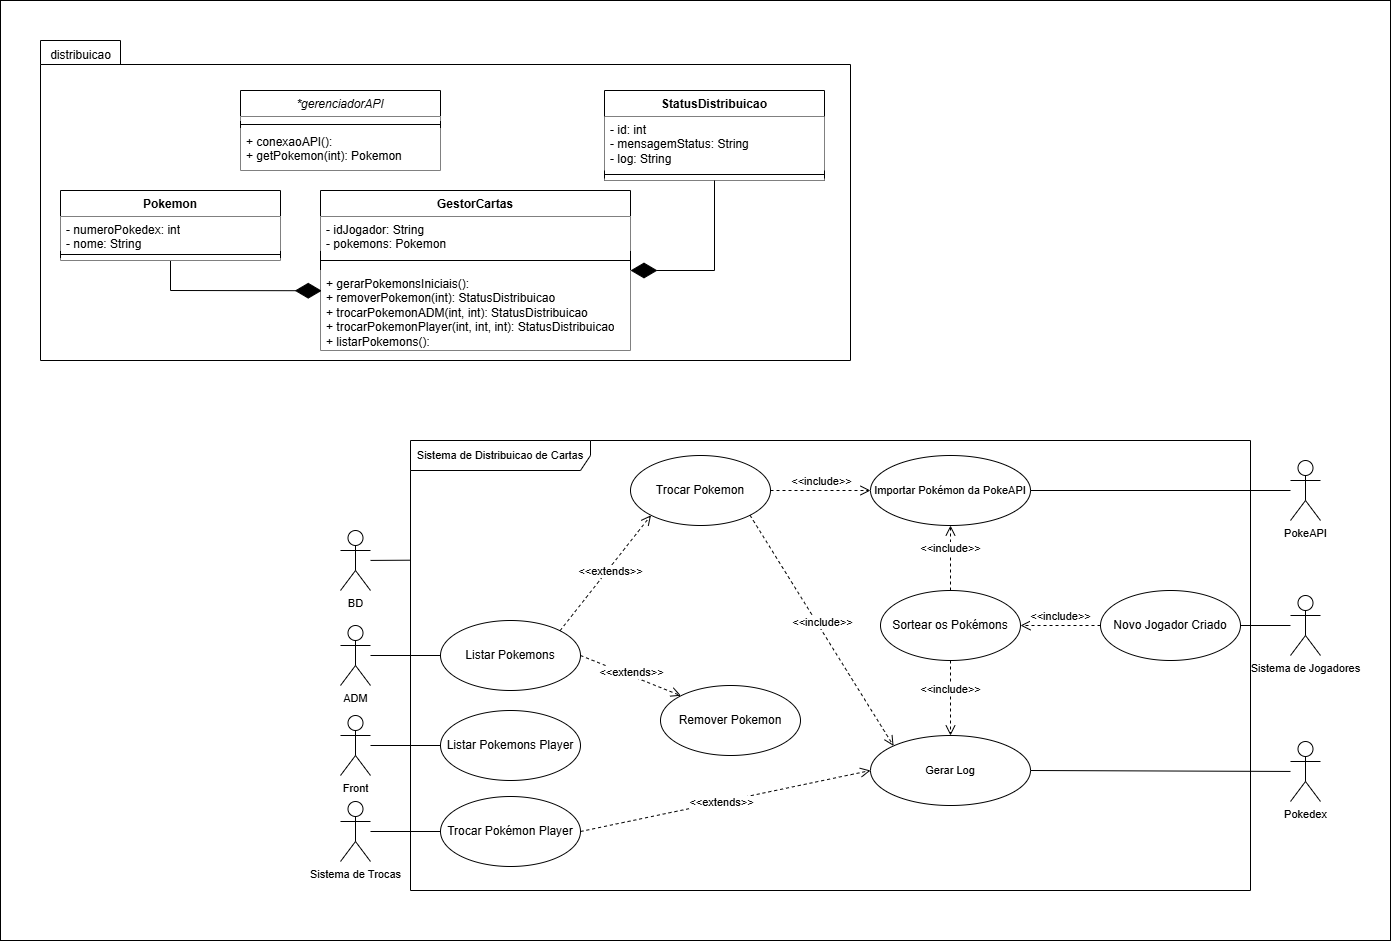 distribuicao
*gerenciadorAPI
+ conexaoAPI():
+ getPokemon(int): Pokemon
StatusDistribuicao
- id: int
- mensagemStatus: String
- log: String
Pokemon
- numeroPokedex: int
- nome: String
GestorCartas
- idJogador: String
- pokemons: Pokemon
+ gerarPokemonsIniciais():
+ removerPokemon(int): StatusDistribuicao
+ trocarPokemonADM(int, int): StatusDistribuicao
+ trocarPokemonPlayer(int, int, int): StatusDistribuicao
+ listarPokemons():
Sistema de Distribuicao de Cartas
Trocar Pokemon
<<include>>
Importar Pokémon da PokeAPI
PokeAPI
<<include>>
<<extends>>
BD
Listar Pokemons
<<include>>
Sortear os Pokémons
<<include>>
Novo Jogador Criado
Sistema de Jogadores
ADM
<<extends>>
<<include>>
Remover Pokemon
Listar Pokemons Player
Front
Gerar Log
Pokedex
<<extends>>
Trocar Pokémon Player
Sistema de Trocas